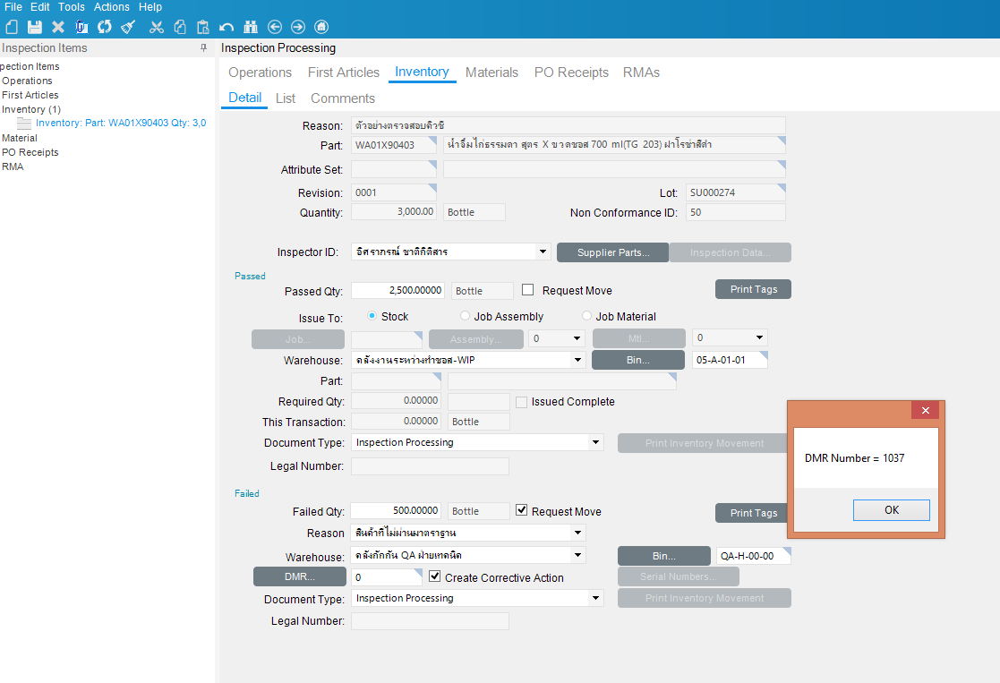 File Edit Tools Actions Help
Inspection Items
Inspection Processing
pection Items
Operations
First Articles
Inventory (1)
Inventory: Part: WA01X90403 Qty: 3,0
Material
PO Receipts
RMA
Operations First Articles Inventory Materials PO Receipts RMAs
Detail List Comments
Reason: ตัวอย่างตรวจสอบคิวซี
Part: WA01X90403 น้ำจิ้มไก่ธรรมดา สูตร X ขวดซอส 700 ml(TG 203) ฝาโรซ่าสีดำ
Attribute Set:
Revision: 0001 Lot: SU000274
Quantity: 3,000.00 Bottle Non Conformance ID: 50
Inspector ID: อิศราภรณ์ ชาติกิติสาร Supplier Parts... Inspection Data...
Passed
Passed Qty: 2,500.00000 Bottle Request Move Print Tags
Issue To: Stock Job Assembly Job Material
Job... Assembly... 0 Mtl... 0
Warehouse: คลังงานระหว่างทำซอส-WIP Bin... 05-A-01-01
Part:
Required Qty: 0.00000 Issued Complete
This Transaction: 0.00000 Bottle
Document Type: Inspection Processing Print Inventory Movement
Legal Number:
DMR Number = 1037
OK
Failed
Failed Qty: 500.00000 Bottle Request Move Print Tags
Reason สินค้าที่ไม่ผ่านมาตราฐาน
Warehouse: คลังกักกัน QA ฝ่ายเทคนิค Bin... QA-H-00-00
DMR... 0 Create Corrective Action Serial Numbers...
Document Type: Inspection Processing Print Inventory Movement
Legal Number: